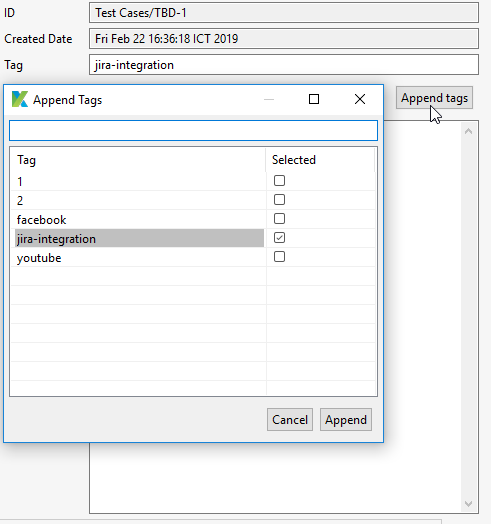 ID Test Cases/TBD-1
Created Date Fri Feb 22 16:36:18 ICT 2019
Tag jira-integration
Append tags
Append Tags
Tag Selected
1
2
facebook
jira-integration
youtube
Cancel Append